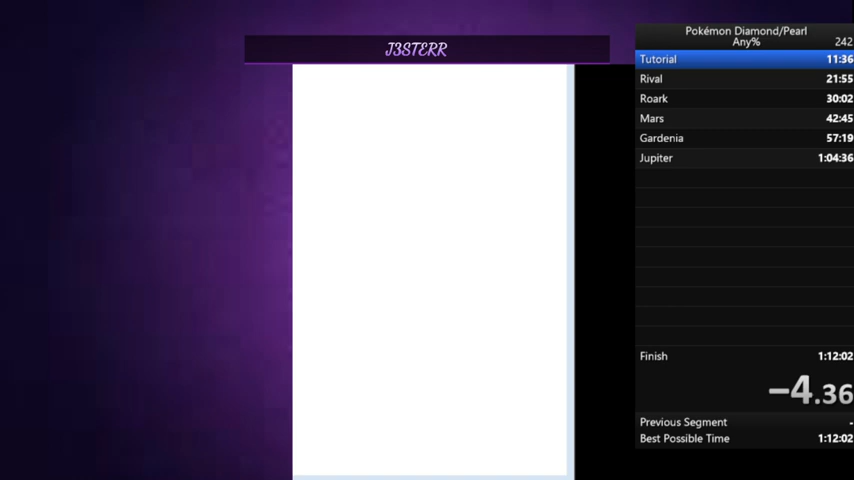 J3STERR
Pokémon Diamond/Pearl
Any% 242
Tutorial 11:36
Rival 21:55
Roark 30:02
Mars 42:45
Gardenia 57:19
Jupiter 1:04:36
Finish 1:12:02
−4.36
Previous Segment -
Best Possible Time 1:12:02